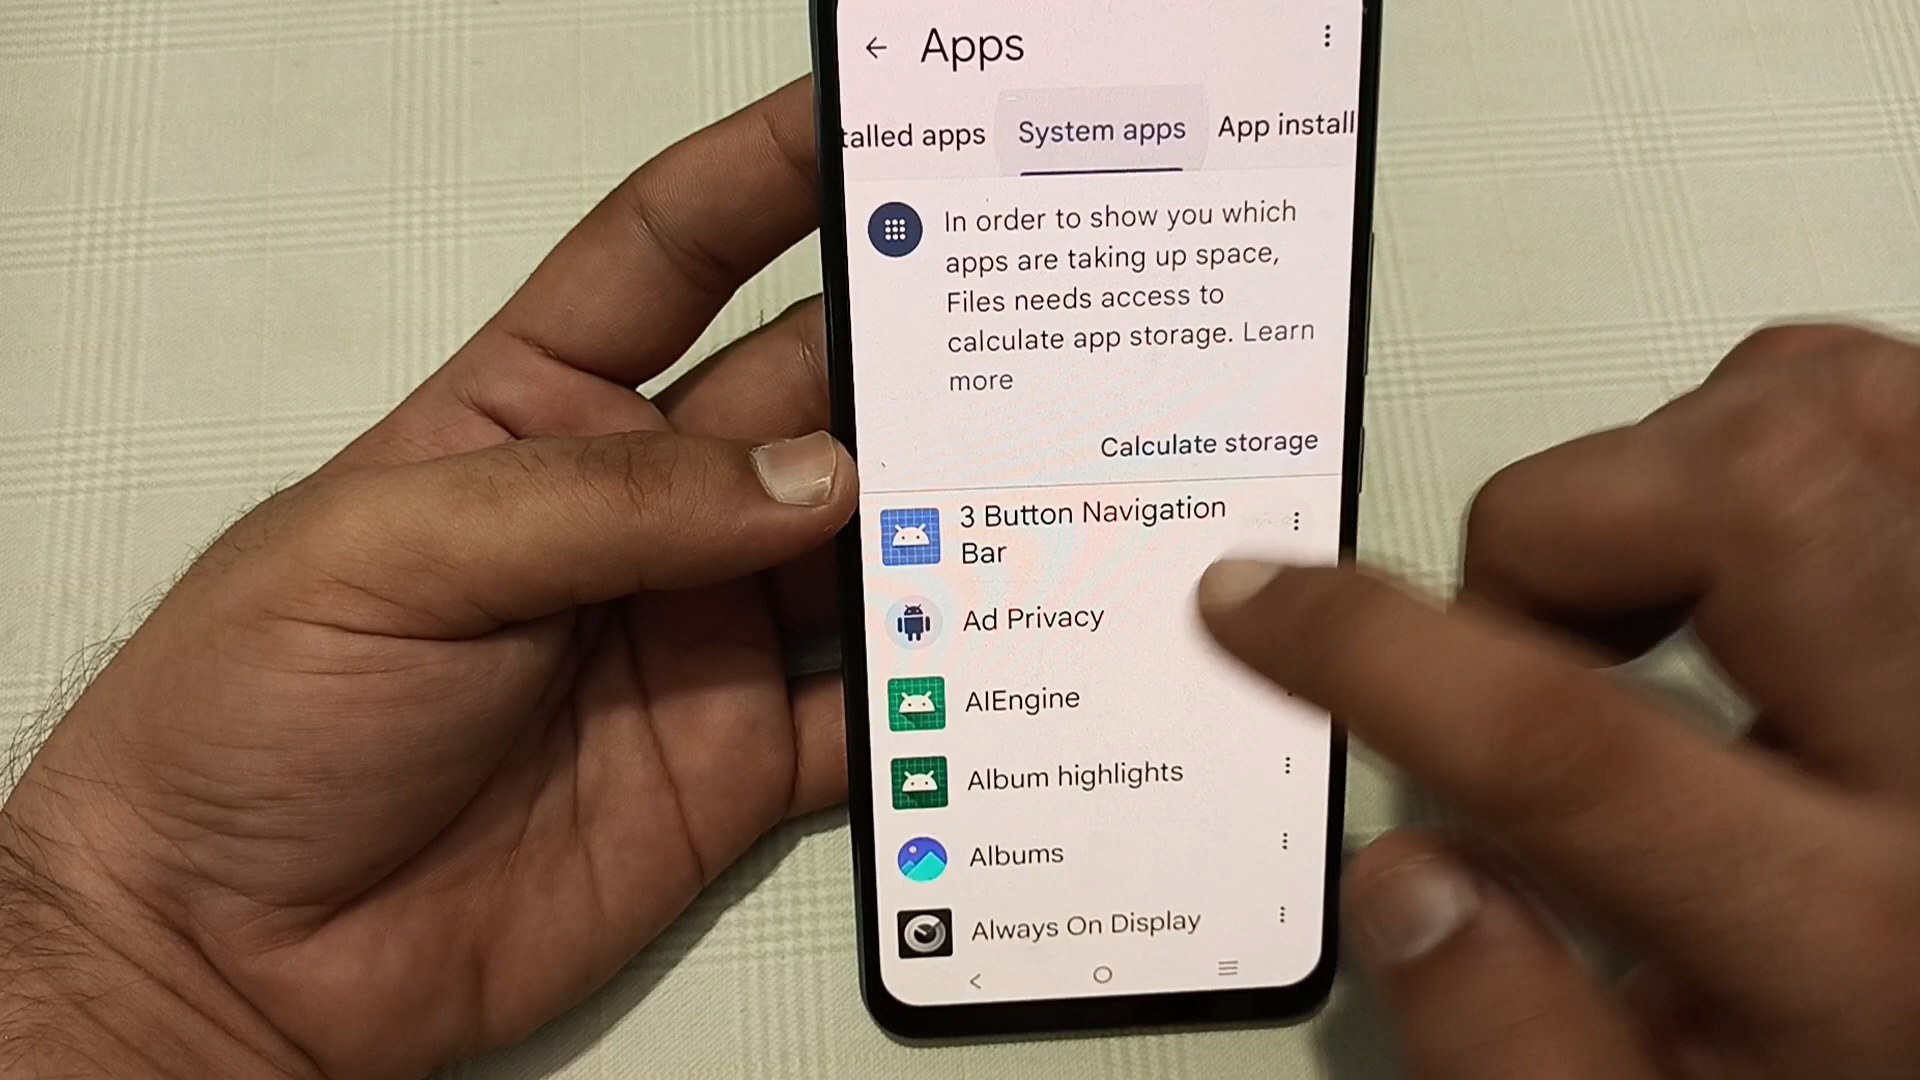 Apps
talled apps System apps App install
In order to show you which
apps are taking up space,
Files needs access to
calculate app storage. Learn
more
Calculate storage
3 Button Navigation
Bar
Ad Privacy
AIEngine
Album highlights
Albums
Always On Display